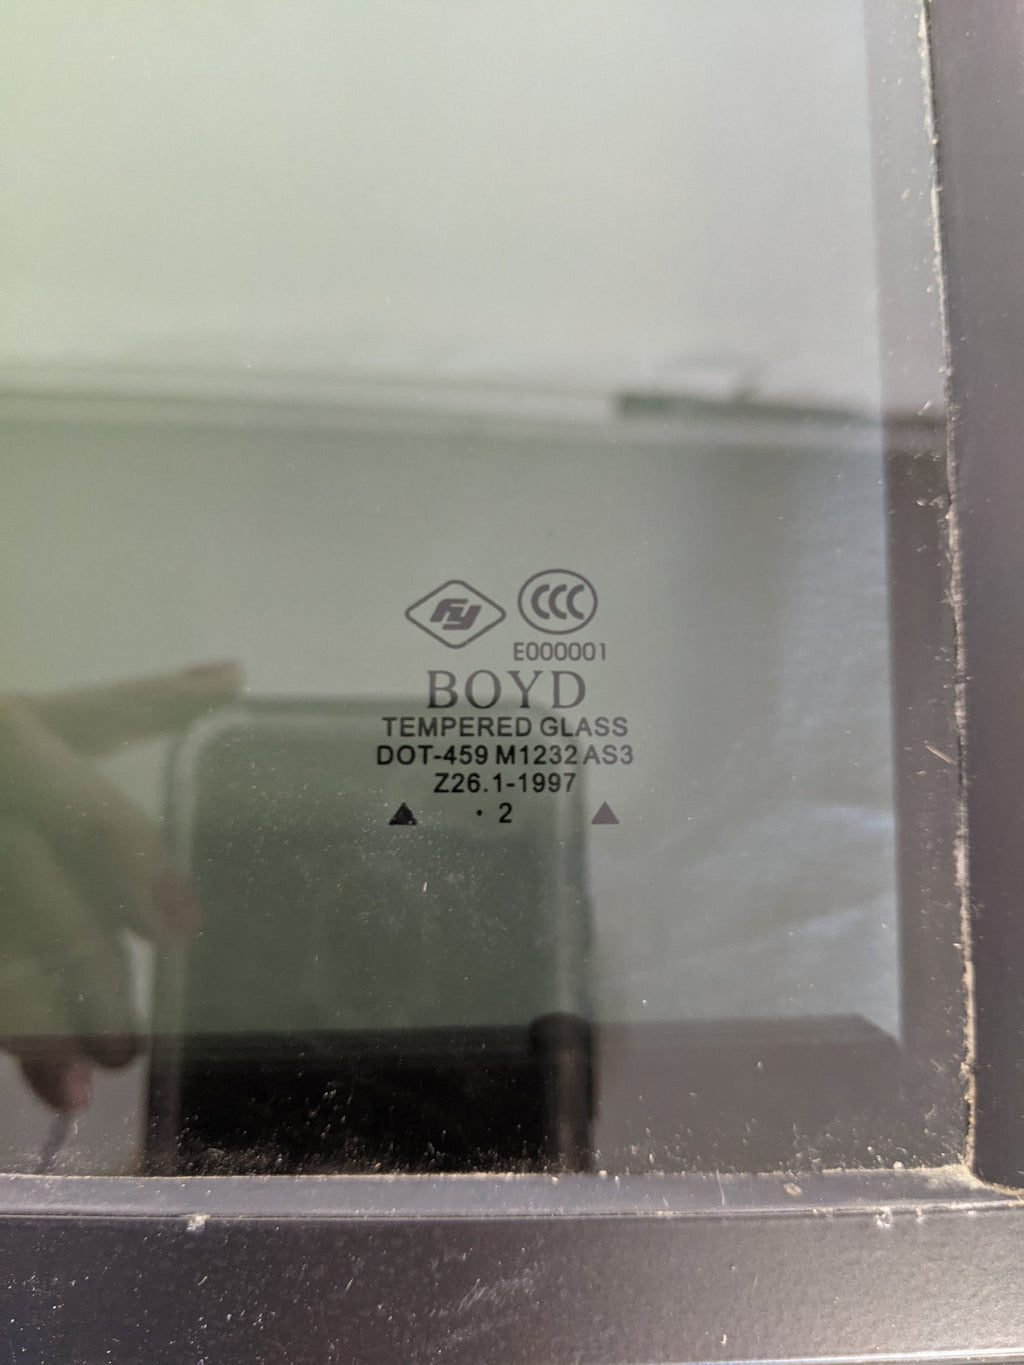 FY CCC
E000001
BOYD
TEMPERED GLASS
DOT-459 M1232 AS3
Z26.1-1997
▲ · 2 ▲